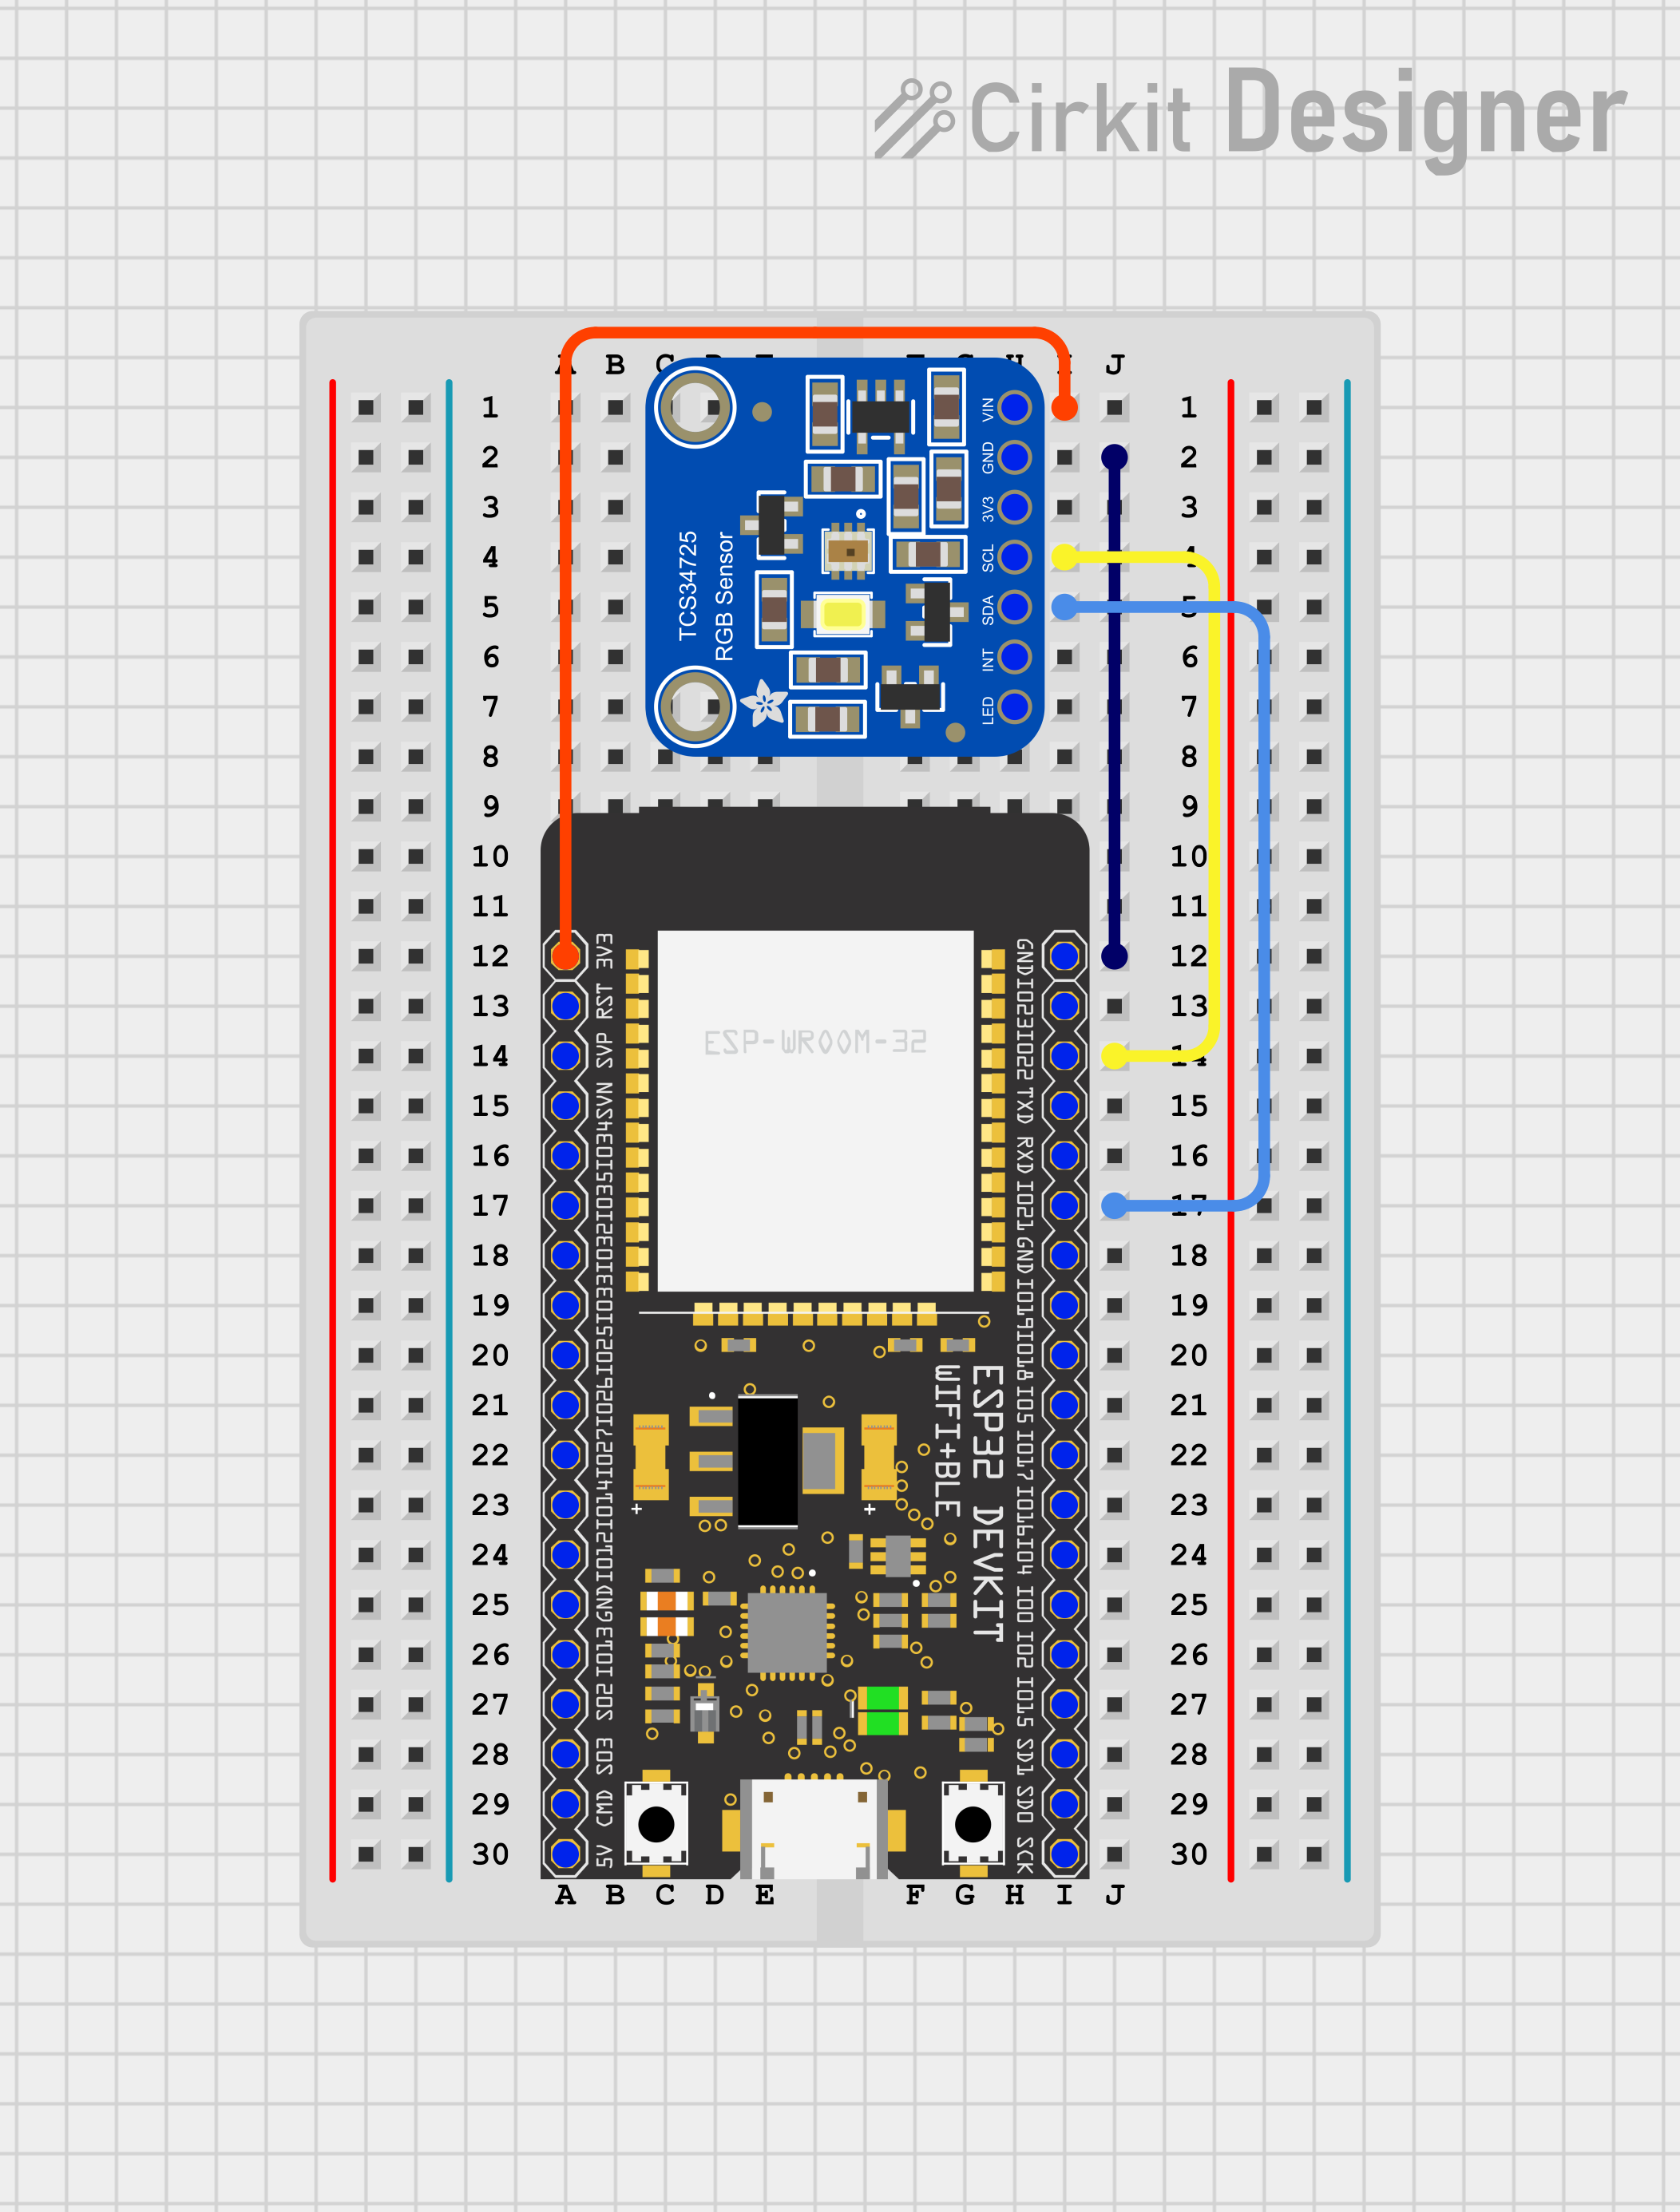 Cirkit Designer
A B C D E F G H I J
1 1
2 2
3 3
4 4
5 5
6 6
7 7
8 8
9 9
10 10
11 11
12 12
13 13
14 14
15 15
16 16
17 17
18 18
19 19
20 20
21 21
22 22
23 23
24 24
25 25
26 26
27 27
28 28
29 29
30 30
A B C D E F G H I J
TCS34725
RGB Sensor
VIN
GND
3V3
SCL
SDA
INT
LED
ESP-WROOM-32
3V3
RST
SVP
SVN
IO34
IO35
IO32
IO33
IO25
IO26
IO27
IO14
IO12
GND
IO13
SD2
SD3
CMD
5V
GND
IO23
IO22
TXD
RXD
IO21
GND
IO19
IO18
IO5
IO17
IO16
IO4
IO0
IO2
IO15
SD1
SD0
SCK
ESP32 DEVKIT
WIFI+BLE
+ +